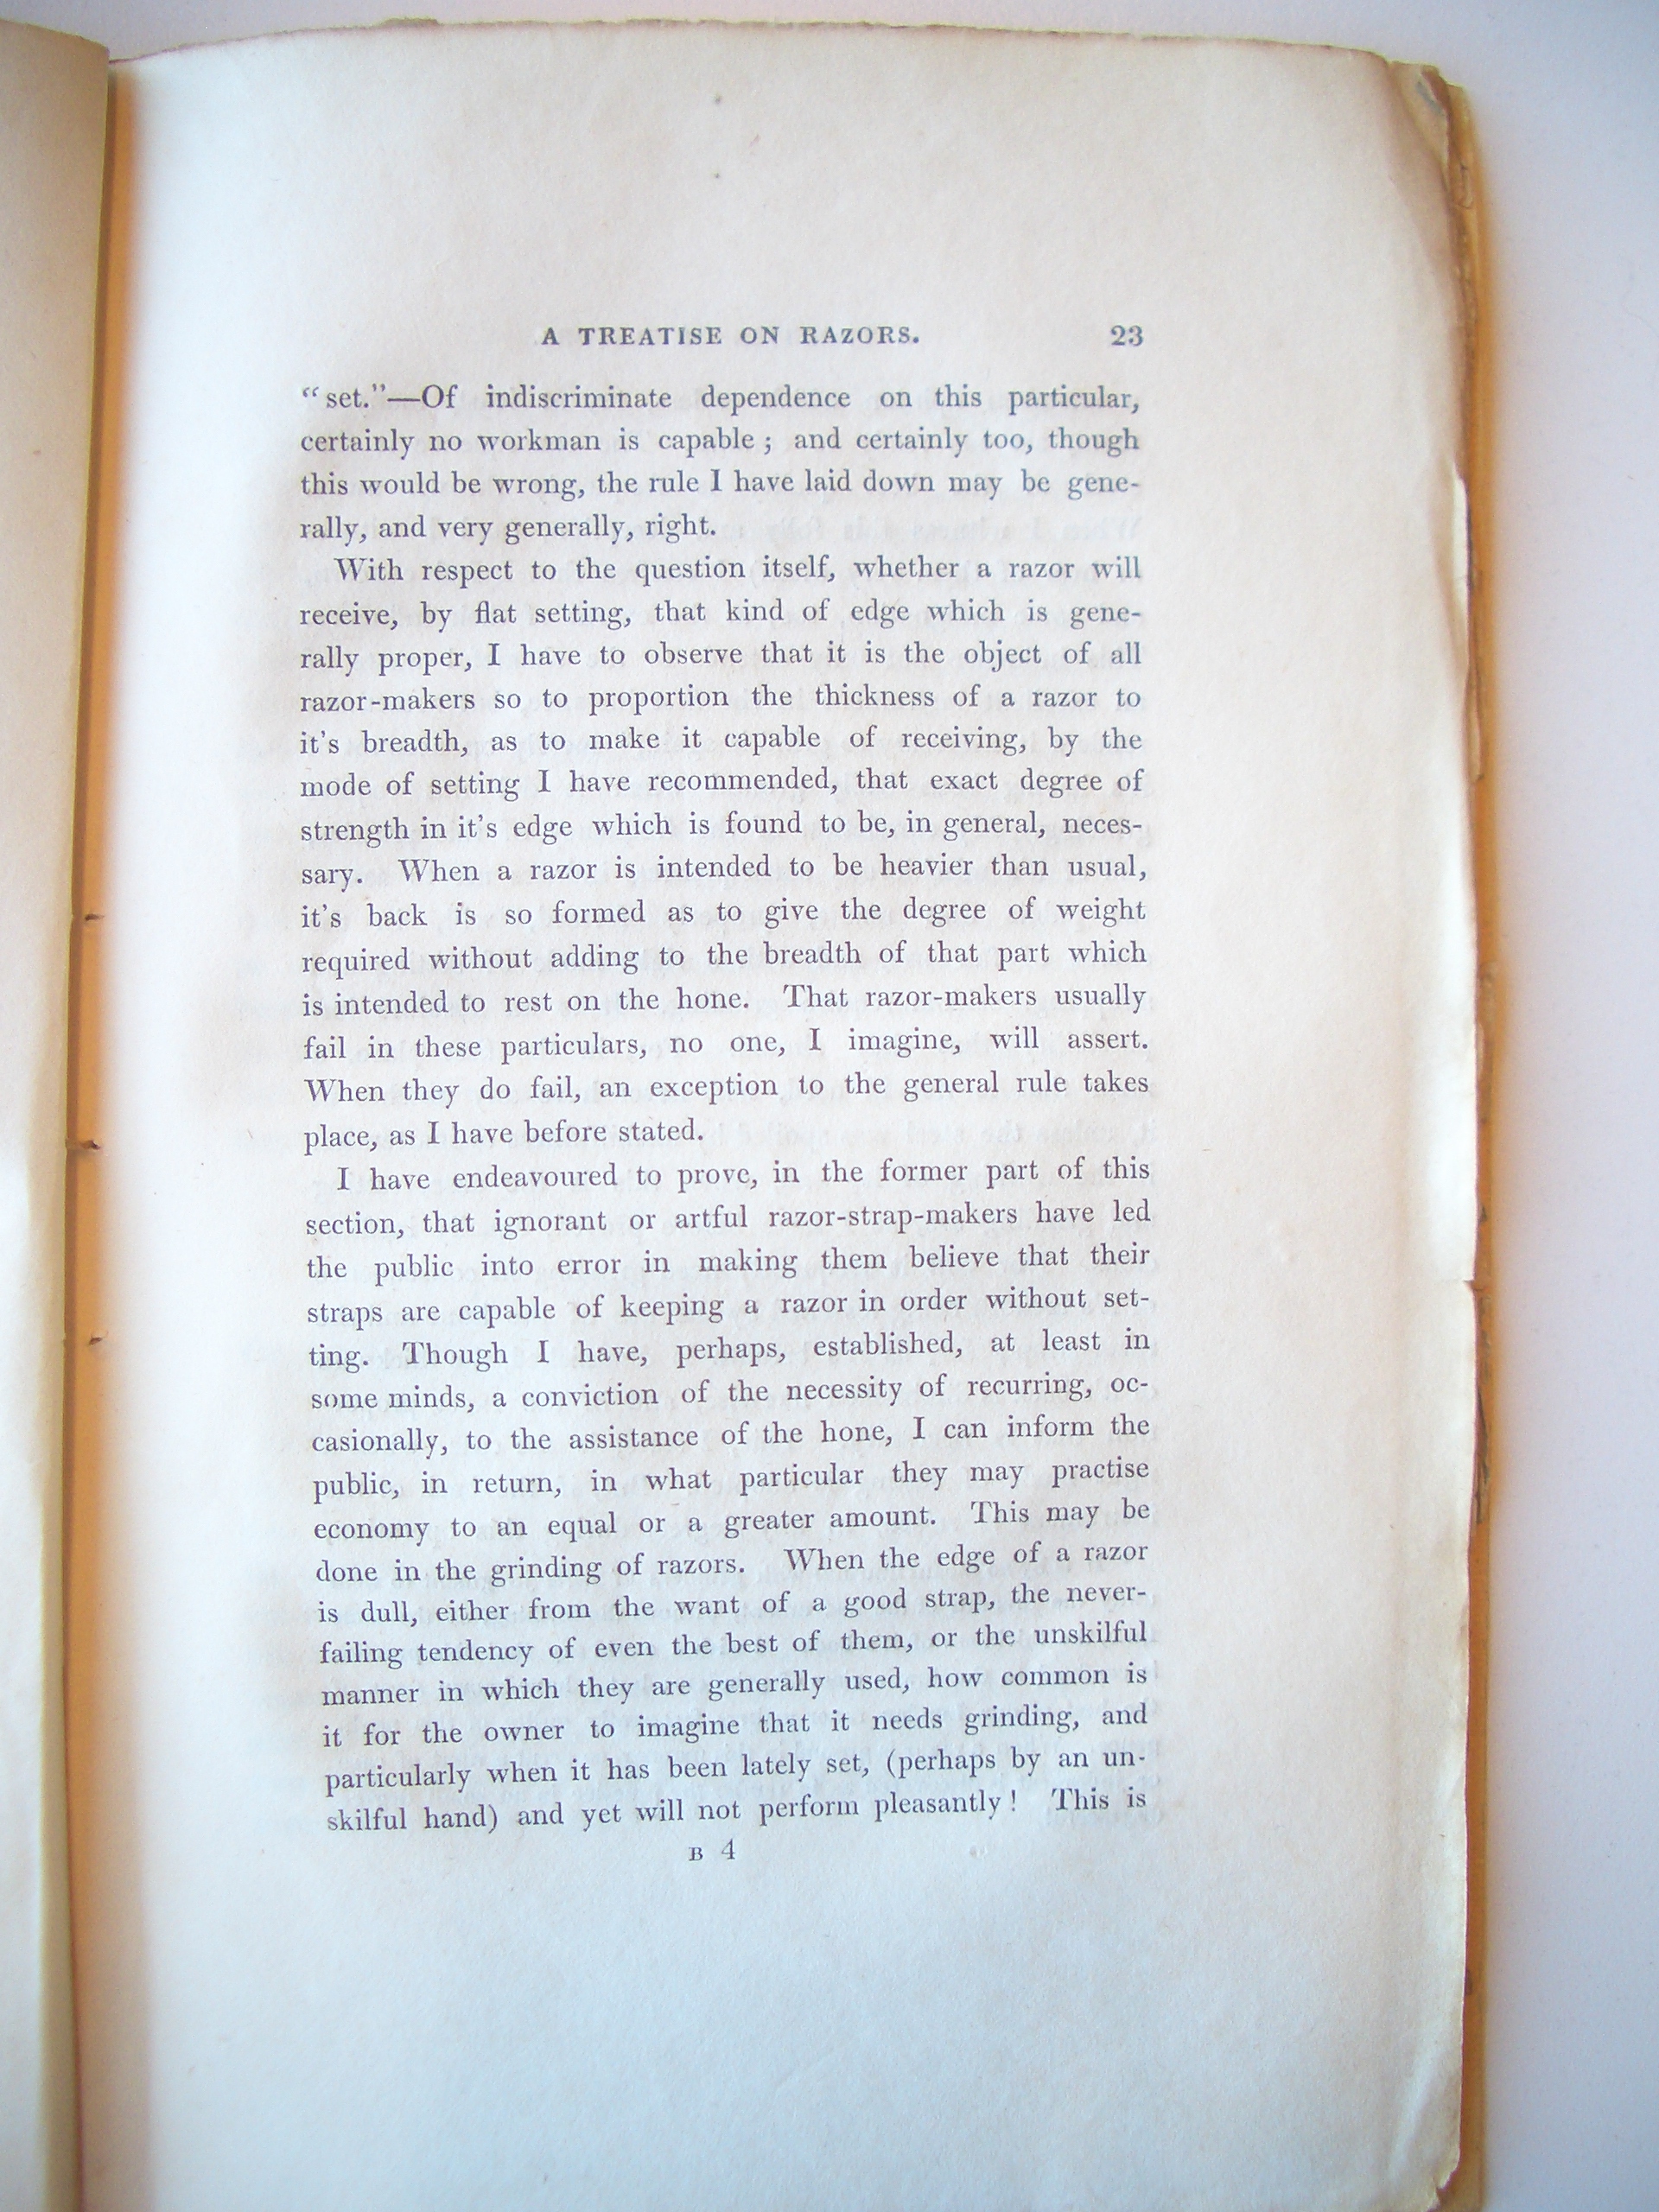 A TREATISE ON RAZORS. 23
“set.”—Of indiscriminate dependence on this particular,
certainly no workman is capable ; and certainly too, though
this would be wrong, the rule I have laid down may be gene-
rally, and very generally, right.
With respect to the question itself, whether a razor will
receive, by flat setting, that kind of edge which is gene-
rally proper, I have to observe that it is the object of all
razor-makers so to proportion the thickness of a razor to
it's breadth, as to make it capable of receiving, by the
mode of setting I have recommended, that exact degree of
strength in it's edge which is found to be, in general, neces-
sary. When a razor is intended to be heavier than usual,
it's back is so formed as to give the degree of weight
required without adding to the breadth of that part which
is intended to rest on the hone. That razor-makers usually
fail in these particulars, no one, I imagine, will assert.
When they do fail, an exception to the general rule takes
place, as I have before stated.
I have endeavoured to prove, in the former part of this
section, that ignorant or artful razor-strap-makers have led
the public into error in making them believe that their
straps are capable of keeping a razor in order without set-
ting. Though I have, perhaps, established, at least in
some minds, a conviction of the necessity of recurring, oc-
casionally, to the assistance of the hone, I can inform the
public, in return, in what particular they may practise
economy to an equal or a greater amount. This may be
done in the grinding of razors. When the edge of a razor
is dull, either from the want of a good strap, the never-
failing tendency of even the best of them, or the unskilful
manner in which they are generally used, how common is
it for the owner to imagine that it needs grinding, and
particularly when it has been lately set, (perhaps by an un-
skilful hand) and yet will not perform pleasantly ! This is
B 4